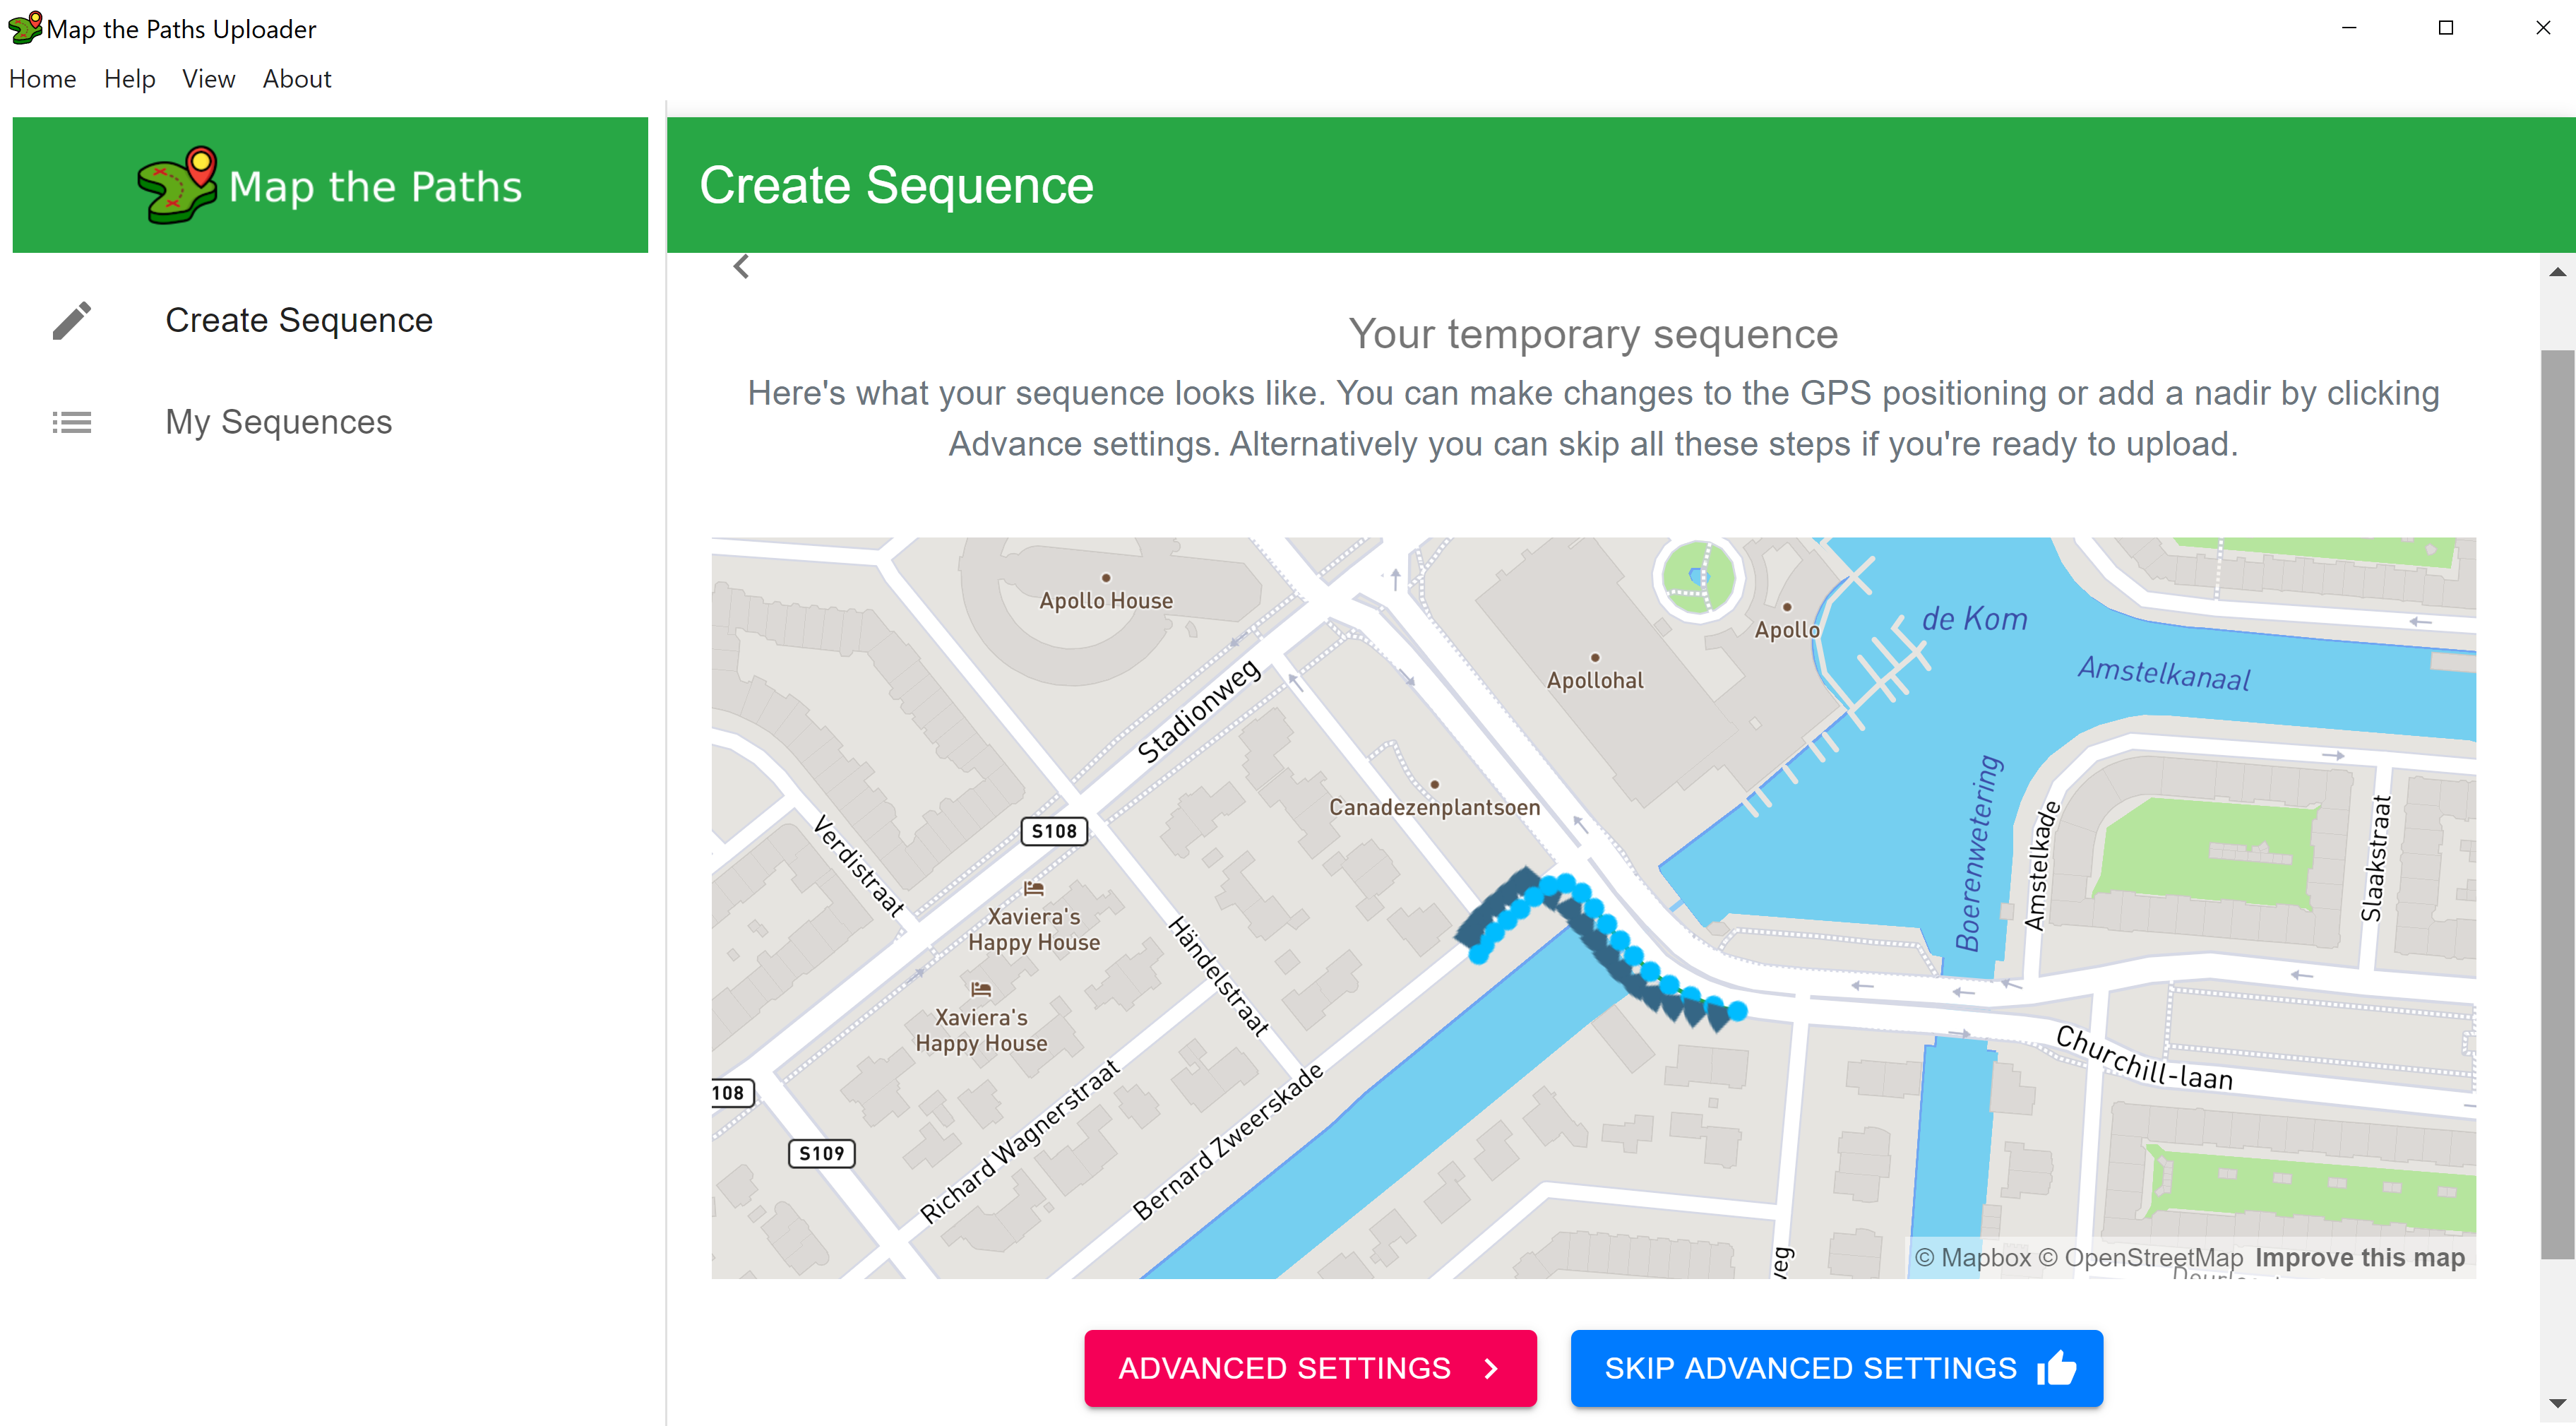 Map the Paths Uploader
Home Help View About
Map the Paths
Create Sequence
Create Sequence
My Sequences
Your temporary sequence
Here's what your sequence looks like. You can make changes to the GPS positioning or add a nadir by clicking
Advance settings. Alternatively you can skip all these steps if you're ready to upload.
Apollo House
Apollo
de Kom
Apollohal
Amstelkanaal
Stadionweg
Canadezenplantsoen
S108
Verdistraat
Boerenwetering
Amstelkade
Slaakstraat
Xaviera's
Happy House
Händelstraat
Xaviera's
Happy House
Churchill-laan
108
S109
Richard Wagnerstraat
Bernard Zweerskade
weg
© Mapbox © OpenStreetMap Improve this map
ADVANCED SETTINGS
SKIP ADVANCED SETTINGS